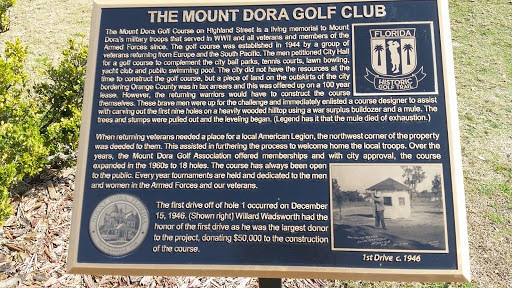 THE MOUNT DORA GOLF CLUB
The Mount Dora Golf Course on Highland Street is a living memorial to Mount
Dora's military troops that served in WWII and all veterans and members of the
Armed Forces since. The golf course was established in 1944 by a group of
veterans returning from Europe and the South Pacific. The men petitioned City Hall
for a golf course to complement the city ball parks, tennis courts, lawn bowling,
yacht club and public swimming pool. The city did not have the resources at the
time to construct the golf course, but a piece of land on the outskirts of the city
bordering Orange County was in tax arrears and this was offered up on a 100 year
lease. However, the returning warriors would have to construct the course
themselves. These brave men were up for the challenge and immediately enlisted a course designer to assist
with carving out the first nine holes on a heavily wooded hilltop using a war surplus bulldozer and a mule. The
trees and stumps were pulled out and the leveling began. (Legend has it that the mule died of exhaustion.)
FLORIDA
HISTORIC
GOLF TRAIL
When returning veterans needed a place for a local American Legion, the northwest corner of the property
was deeded to them. This assisted in furthering the process to welcome home the local troops. Over the
years, the Mount Dora Golf Association offered memberships and with city approval, the course
expanded in the 1960s to 18 holes. The course has always been open
to the public. Every year tournaments are held and dedicated to the men
and women in the Armed Forces and our veterans.
The first drive off of hole 1 occurred on December
15, 1946. (Shown right) Willard Wadsworth had the
honor of the first drive as he was the largest donor
to the project, donating $50,000 to the construction
of the course.
1st Drive c. 1946